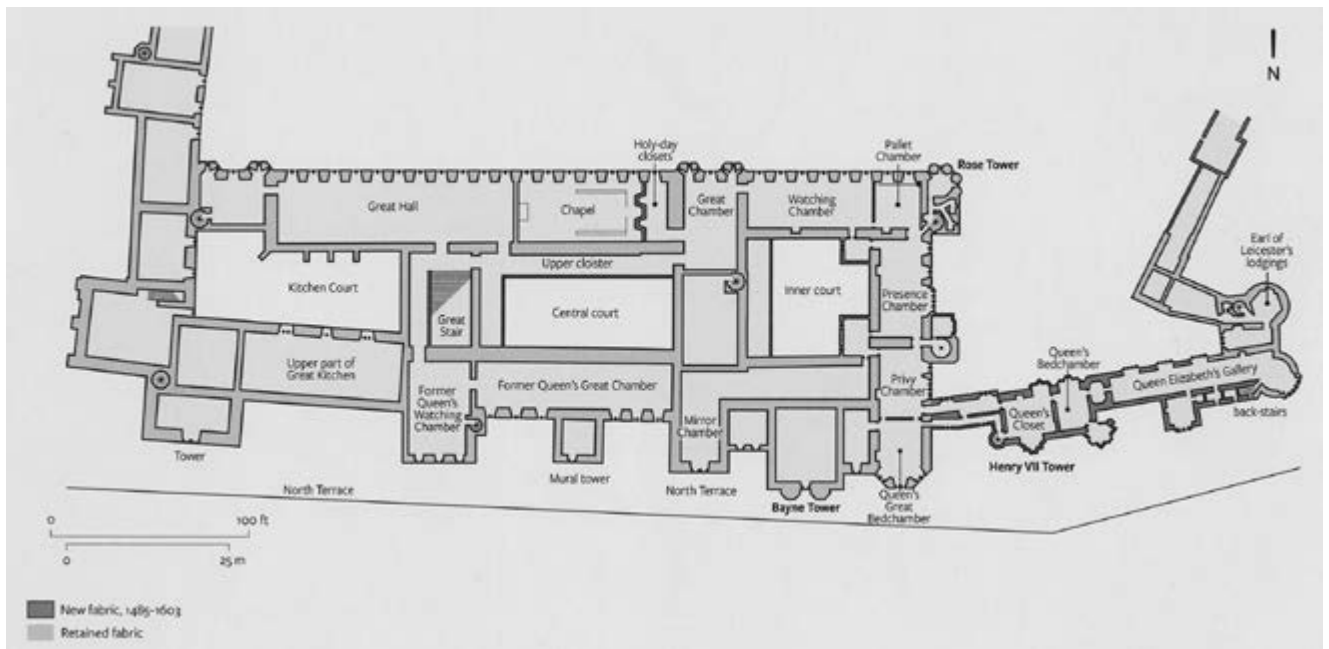 N
Holy-day
closets
Pallet
Chamber
Rose Tower
Great Hall
Chapel
Great
Chamber
Watching
Chamber
Earl of
Leicester's
lodgings
Upper cloister
Kitchen Court
Great
Stair
Central court
Inner court
Presence
Chamber
Upper part of
Great Kitchen
Former
Queen's
Watching
Chamber
Former Queen's Great Chamber
Mirror
Chamber
Privy
Chamber
Queen's
Bedchamber
Queen's
Closet
Queen Elizabeth's Gallery
back-stairs
Henry VII Tower
Tower
Mural tower
North Terrace
North Terrace
Bayne Tower
Queen's
Great
Bedchamber
0 100 ft
0 25 m
New fabric, 1485-1603
Retained fabric